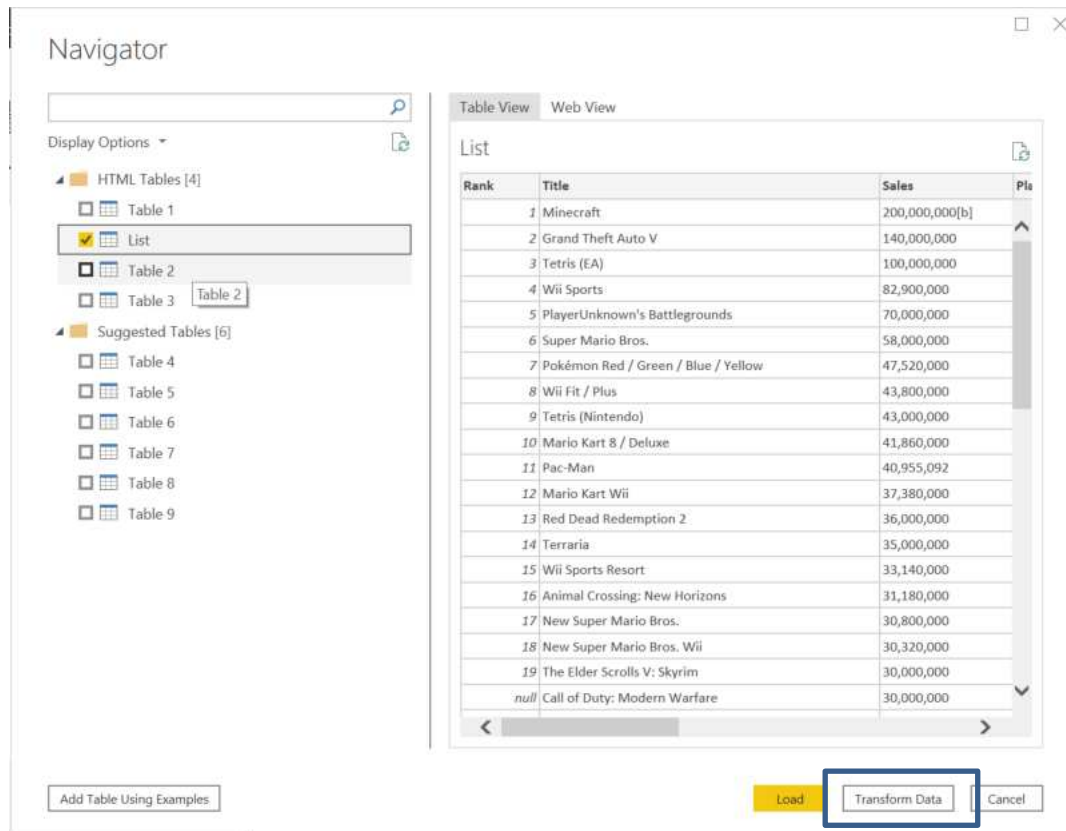 Navigator
Display Options
HTML Tables [4]
Table 1
List
Table 2
Table 3
Table 2
Suggested Tables [6]
Table 4
Table 5
Table 6
Table 7
Table 8
Table 9
Table View Web View
List
Rank Title Sales Pla
1 Minecraft 200,000,000[b]
2 Grand Theft Auto V 140,000,000
3 Tetris (EA) 100,000,000
4 Wii Sports 82,900,000
5 PlayerUnknown's Battlegrounds 70,000,000
6 Super Mario Bros. 58,000,000
7 Pokémon Red / Green / Blue / Yellow 47,520,000
8 Wii Fit / Plus 43,800,000
9 Tetris (Nintendo) 43,000,000
10 Mario Kart 8 / Deluxe 41,860,000
11 Pac-Man 40,955,092
12 Mario Kart Wii 37,380,000
13 Red Dead Redemption 2 36,000,000
14 Terraria 35,000,000
15 Wii Sports Resort 33,140,000
16 Animal Crossing: New Horizons 31,180,000
17 New Super Mario Bros. 30,800,000
18 New Super Mario Bros. Wii 30,320,000
19 The Elder Scrolls V: Skyrim 30,000,000
null Call of Duty: Modern Warfare 30,000,000
Add Table Using Examples Load Transform Data Cancel